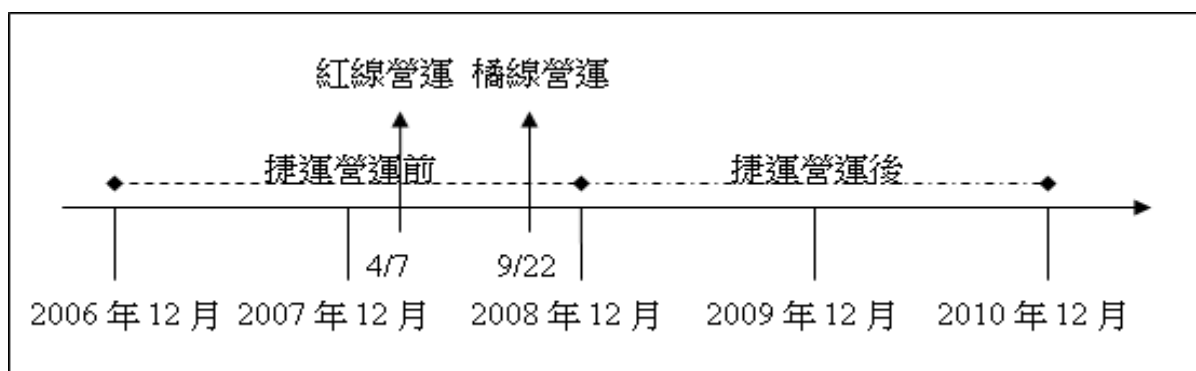 紅線營運 橘線營運
捷運營運前 捷運營運後
4/7 9/22
2006 年 12 月 2007 年 12 月 2008 年 12 月 2009 年 12 月 2010 年 12 月